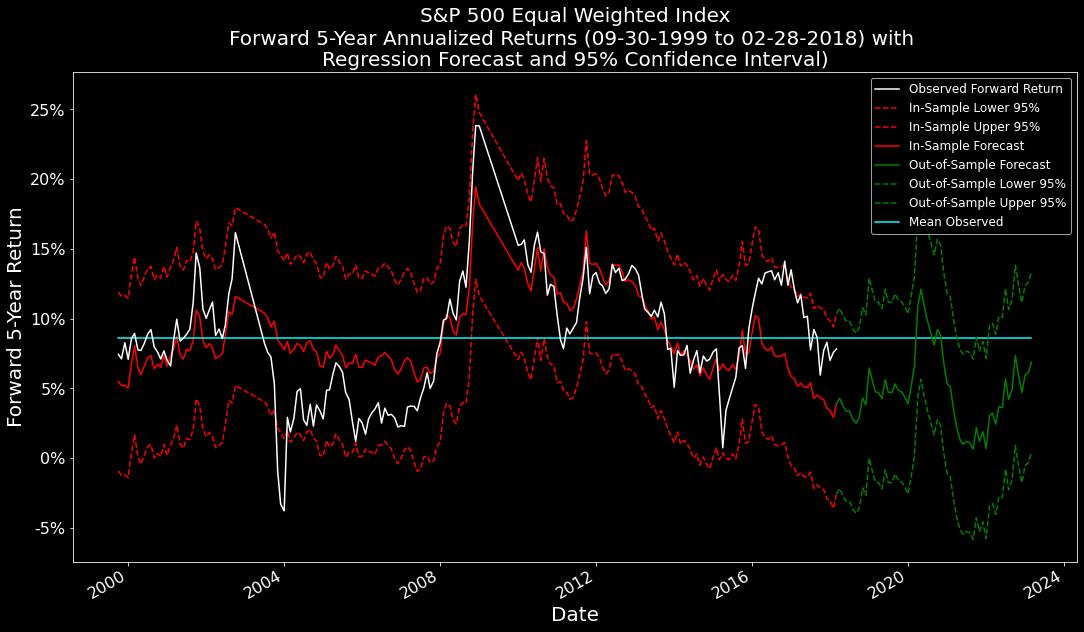 S&P 500 Equal Weighted Index
Forward 5-Year Annualized Returns (09-30-1999 to 02-28-2018) with
Regression Forecast and 95% Confidence Interval)
Observed Forward Return
In-Sample Lower 95%
In-Sample Upper 95%
In-Sample Forecast
Out-of-Sample Forecast
Out-of-Sample Lower 95%
Out-of-Sample Upper 95%
Mean Observed
Forward 5-Year Return
25%
20%
15%
10%
5%
0%
-5%
2000
2004
2008
2012
2016
2020
2024
Date